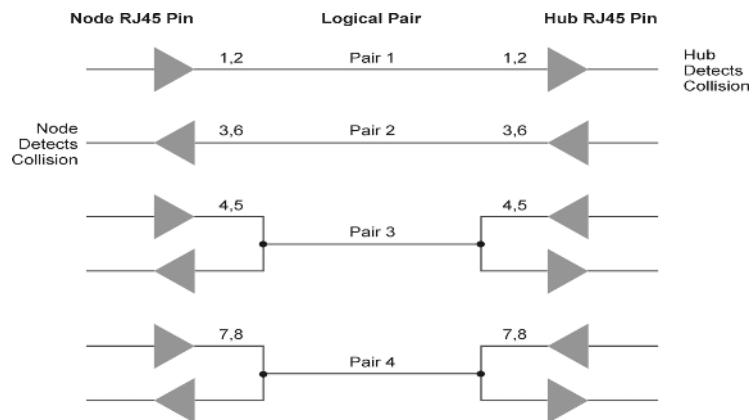 Node RJ45 Pin Logical Pair Hub RJ45 Pin
1,2 Pair 1 1,2
Hub
Detects
Collision
Node
Detects
Collision
3,6 Pair 2 3,6
4,5 4,5
Pair 3
7,8 7,8
Pair 4